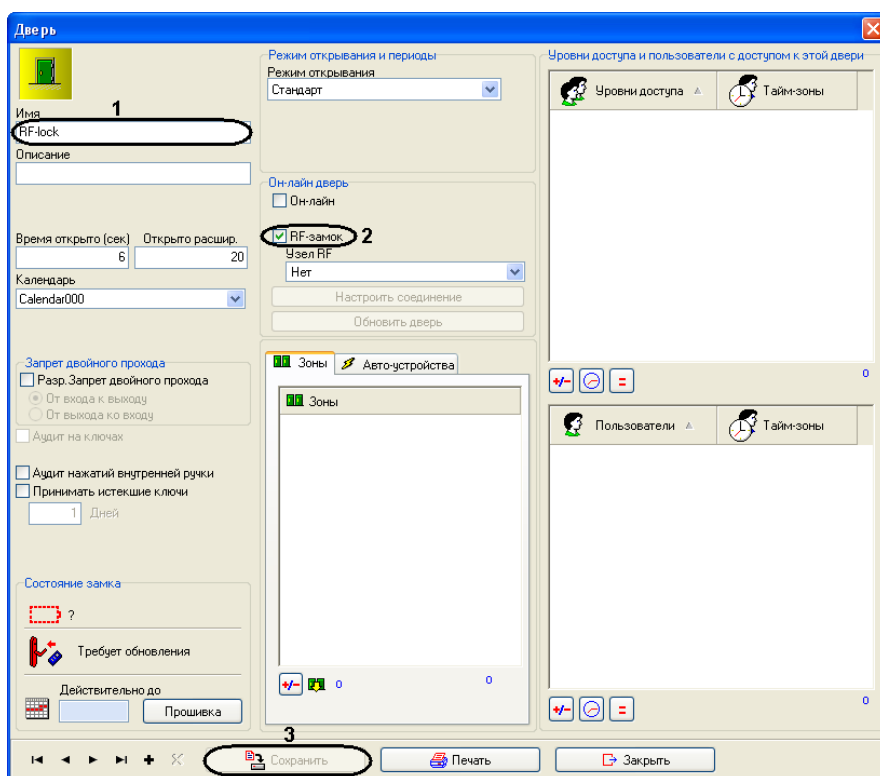 Дверь
1
Имя
RF-lock
Описание
Время открыто (сек)
Открыто расшир.
6
20
Календарь
Calendar000
Запрет двойного прохода
Разр.Запрет двойного прохода
От входа к выходу
От выхода ко входу
Аудит на ключах
Аудит нажатий внутренней ручки
Принимать истекшие ключи
1 Дней
Состояние замка
?
Требует обновления
Действительно до
Прошивка
Режим открывания и периоды
Режим открывания
Стандарт
Он-лайн дверь
Он-лайн
RF-замок 2
Узел RF
Нет
Настроить соединение
Обновить дверь
Зоны
Авто-устройства
Зоны
+/-
0
0
Уровни доступа и пользователи с доступом к этой двери
Уровни доступа
Тайм-зоны
+/-
=
0
Пользователи
Тайм-зоны
+/-
=
0
3
Сохранить
Печать
Закрыть